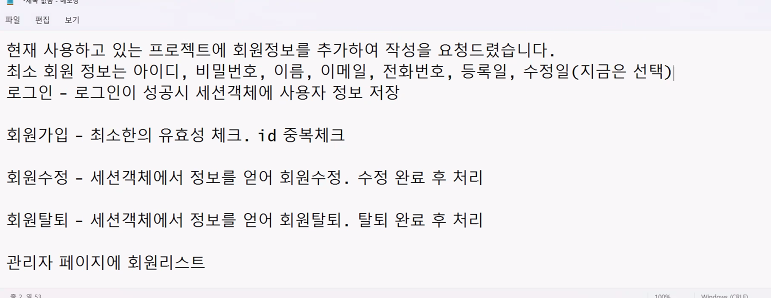 파일 편집 보기
현재 사용하고 있는 프로젝트에 회원정보를 추가하여 작성을 요청드렸습니다.
최소 회원 정보는 아이디, 비밀번호, 이름, 이메일, 전화번호, 등록일, 수정일(지금은 선택)
로그인 - 로그인이 성공시 세션객체에 사용자 정보 저장
회원가입 - 최소한의 유효성 체크. id 중복체크
회원수정 - 세션객체에서 정보를 얻어 회원수정. 수정 완료 후 처리
회원탈퇴 - 세션객체에서 정보를 얻어 회원탈퇴. 탈퇴 완료 후 처리
관리자 페이지에 회원리스트
100% Windows (CRLF)